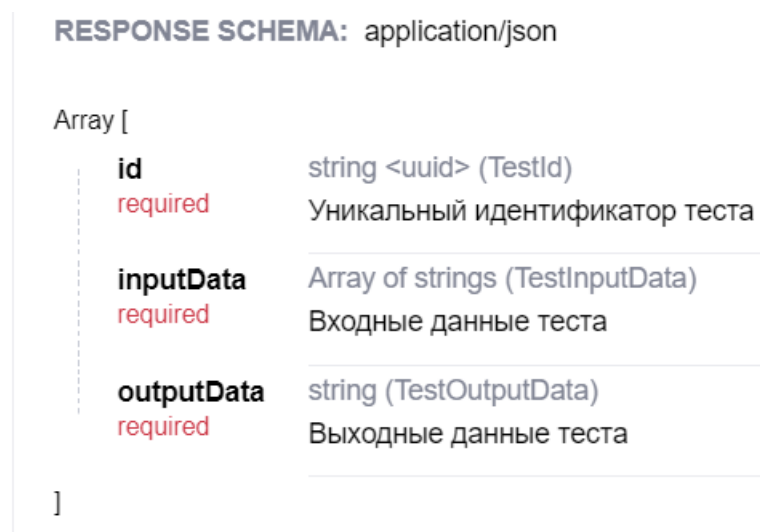 RESPONSE SCHEMA: application/json
Array [
id string <uuid> (TestId)
required Уникальный идентификатор теста
inputData Array of strings (TestInputData)
required Входные данные теста
outputData string (TestOutputData)
required Выходные данные теста
]